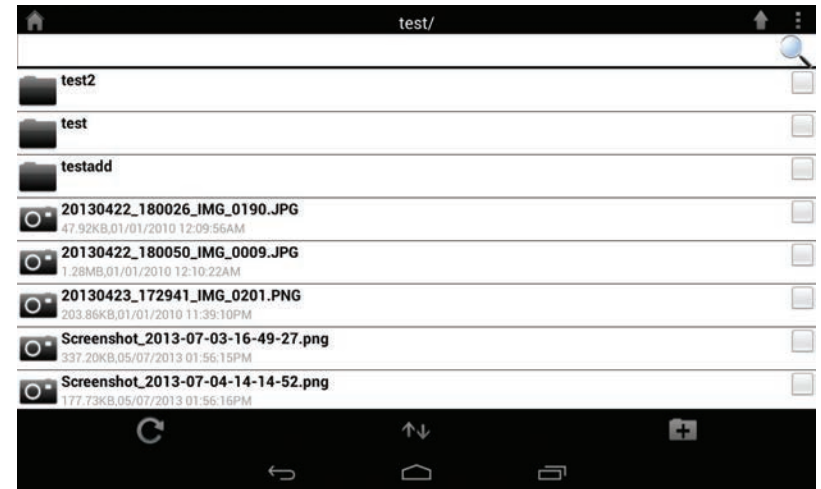 test/
test2
test
testadd
20130422_180026_IMG_0190.JPG
47.92KB,01/01/2010 12:09:56AM
20130422_180050_IMG_0009.JPG
1.28MB,01/01/2010 12:10:22AM
20130423_172941_IMG_0201.PNG
203.86KB,01/01/2010 11:39:10PM
Screenshot_2013-07-03-16-49-27.png
337.20KB,05/07/2013 01:56:15PM
Screenshot_2013-07-04-14-14-52.png
177.73KB,05/07/2013 01:56:16PM